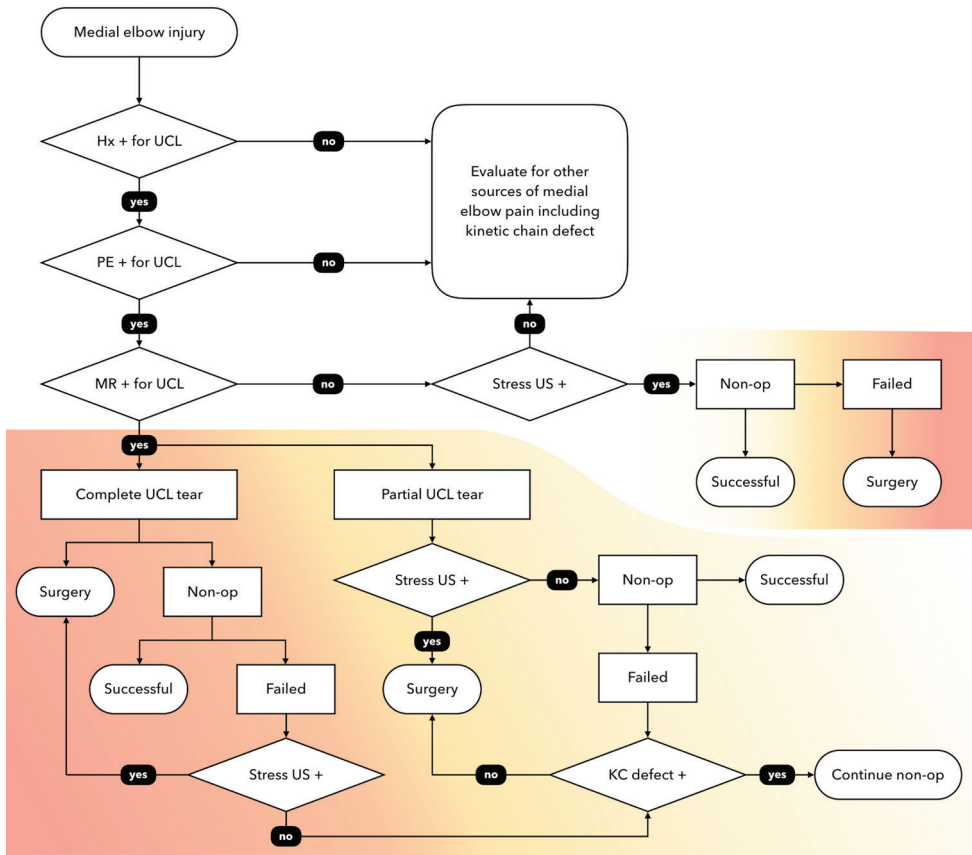 Medial elbow injury
Hx + for UCL
no
Evaluate for other
sources of medial
elbow pain including
kinetic chain defect
yes
PE + for UCL
no
yes
no
MR + for UCL
no
Stress US +
yes
Non-op
Failed
Successful
Surgery
yes
Complete UCL tear
Partial UCL tear
Surgery
Non-op
Stress US +
no
Non-op
Successful
yes
Successful
Failed
Surgery
Failed
yes
Stress US +
no
KC defect +
yes
Continue non-op
no